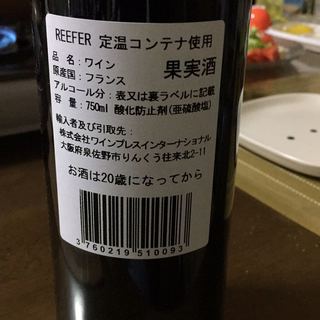 REEFER 定温コンテナ使用
品名:ワイン 果実酒
原産国:フランス
アルコール分:表又は裏ラベルに記載
容量:750ml 酸化防止剤(亜硫酸塩)
輸入者及び引取先:
株式会社ワインプレスインターナショナル
大阪府泉佐野市りんくう往来北2-11
お酒は20歳になってから
3 760219 510093